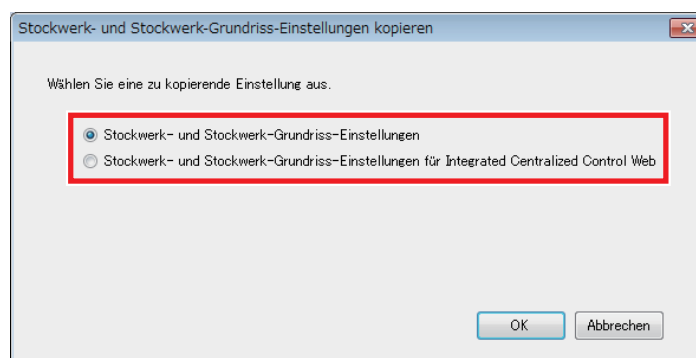 Stockwerk- und Stockwerk-Grundriss-Einstellungen kopieren
Wählen Sie eine zu kopierende Einstellung aus.
Stockwerk- und Stockwerk-Grundriss-Einstellungen
Stockwerk- und Stockwerk-Grundriss-Einstellungen für Integrated Centralized Control Web
OK
Abbrechen